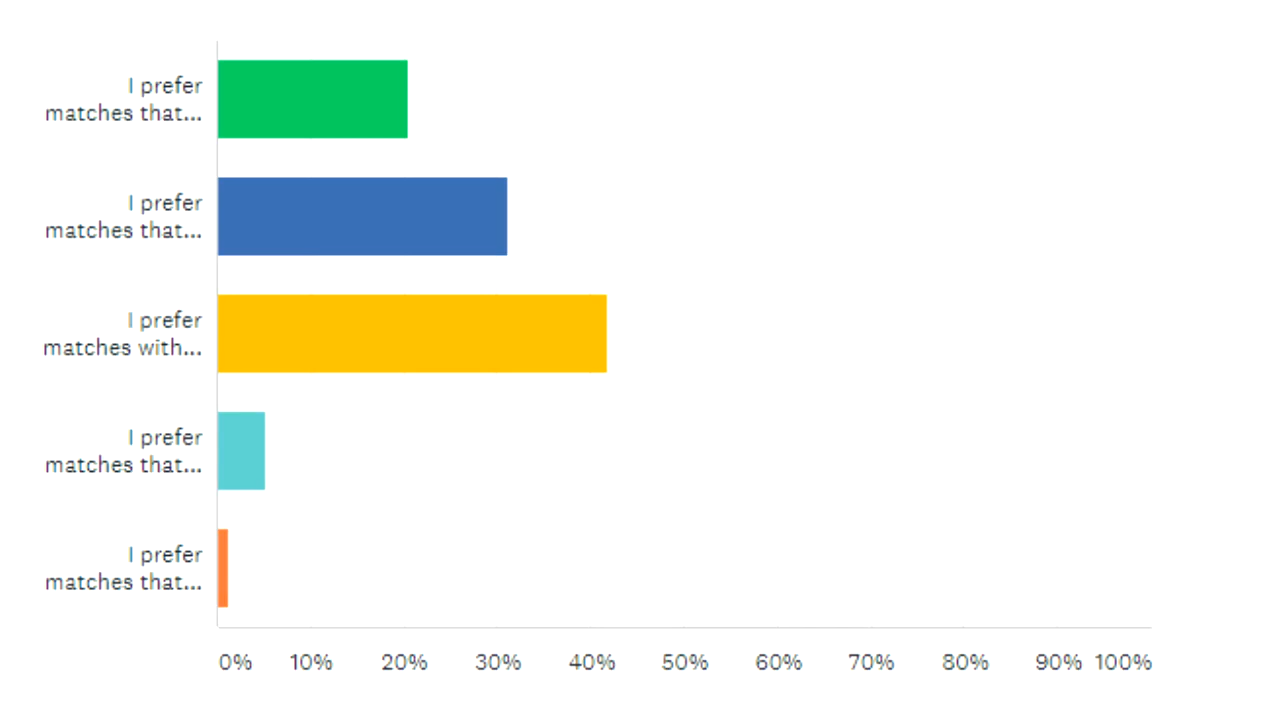 I prefer
matches that...
I prefer
matches that...
I prefer
matches with...
I prefer
matches that...
I prefer
matches that...
0% 10% 20% 30% 40% 50% 60% 70% 80% 90% 100%